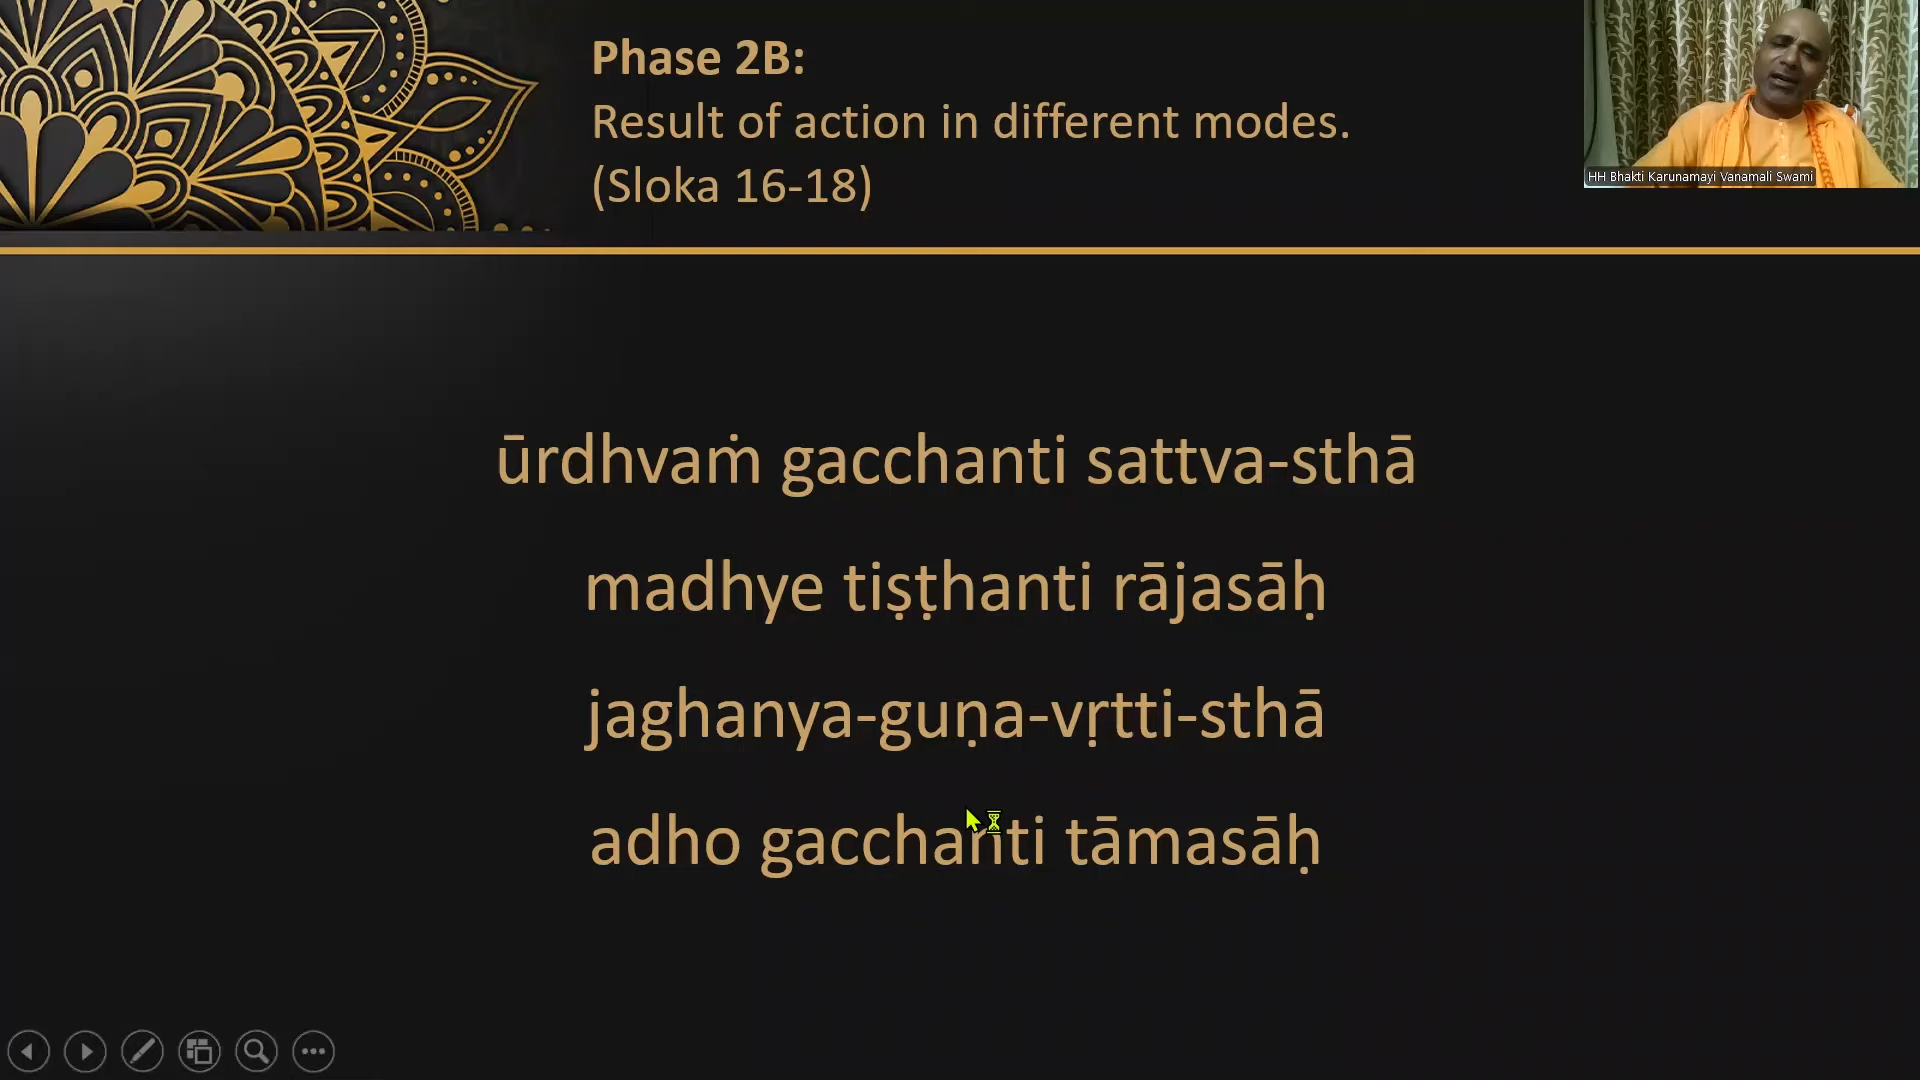 Phase 2B:
Result of action in different modes.
(Sloka 16-18)
HH Bhakti Karunamayi Vanamali Swami
ūrdhvaṁ gacchanti sattva-sthā
madhye tiṣṭhanti rājasāḥ
jaghanya-guṇa-vṛtti-sthā
adho gacchanti tāmasāḥ